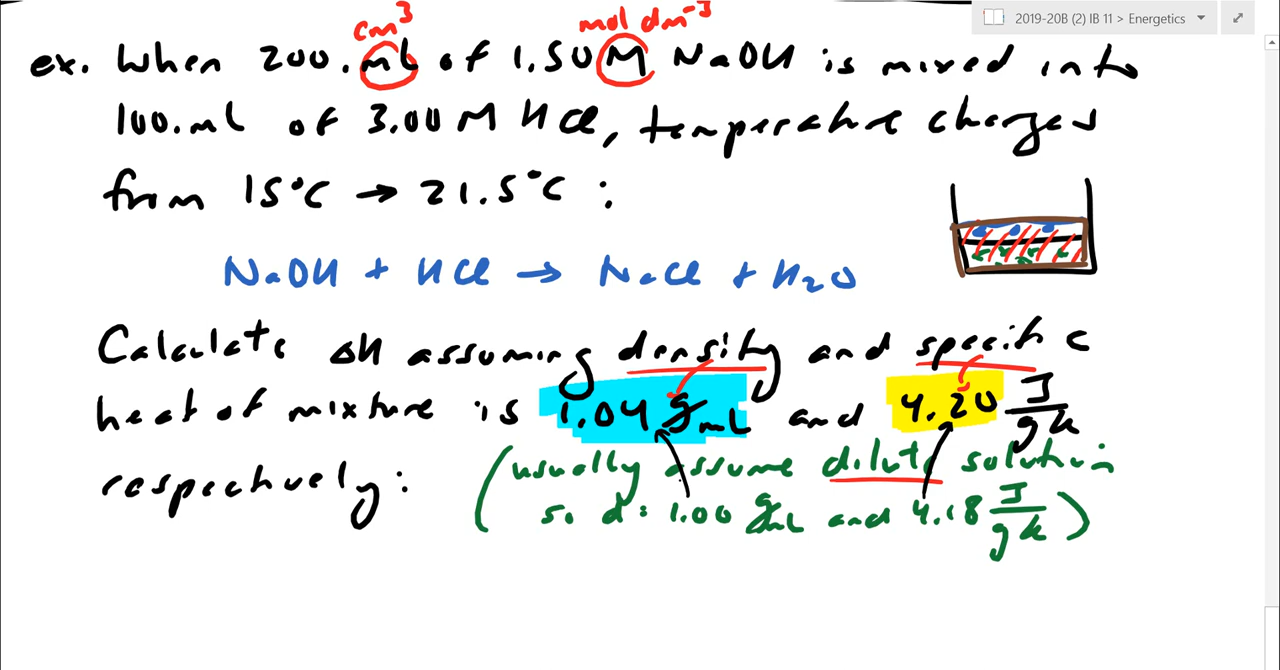 2019-20B (2) IB 11 > Energetics
cm³ mol dm⁻³
ex. When 200. mL of 1.50 M NaOH is mixed into
100. mL of 3.00 M HCl, temperature changes
from 15°C → 21.5°C :
NaOH + HCl → NaCl + H₂O
Calculate ΔH assuming density and specific
heat of mixture is 1.04 g/mL and 4.20 J/gK
respectively: (usually assume dilute solution
so d = 1.00 g/mL and 4.18 J/gK)